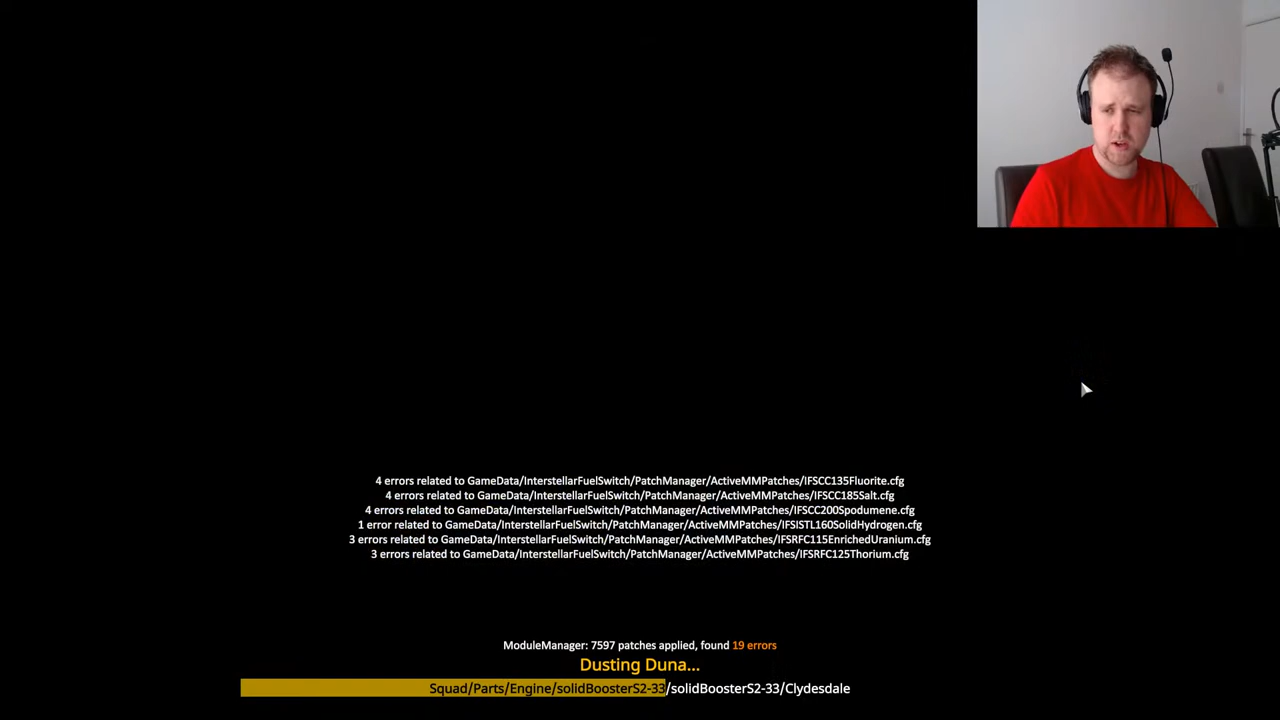 4 errors related to GameData/InterstellarFuelSwitch/PatchManager/ActiveMMPatches/IFSCC135Fluorite.cfg
4 errors related to GameData/InterstellarFuelSwitch/PatchManager/ActiveMMPatches/IFSCC185Salt.cfg
4 errors related to GameData/InterstellarFuelSwitch/PatchManager/ActiveMMPatches/IFSCC200Spodumene.cfg
1 error related to GameData/InterstellarFuelSwitch/PatchManager/ActiveMMPatches/IFSISTL160SolidHydrogen.cfg
3 errors related to GameData/InterstellarFuelSwitch/PatchManager/ActiveMMPatches/IFSRFC115EnrichedUranium.cfg
3 errors related to GameData/InterstellarFuelSwitch/PatchManager/ActiveMMPatches/IFSRFC125Thorium.cfg
ModuleManager: 7597 patches applied, found 19 errors
Dusting Duna...
Squad/Parts/Engine/solidBoosterS2-33/solidBoosterS2-33/Clydesdale